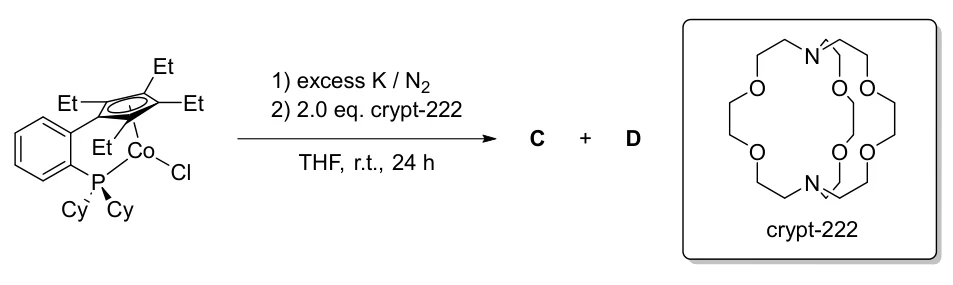 Et
Et
Et
Et
Co
Cl
P
Cy
Cy
1) excess K / N₂
2) 2.0 eq. crypt-222
THF, r.t., 24 h
C + D
N
O
O
O
O
O
O
N
crypt-222